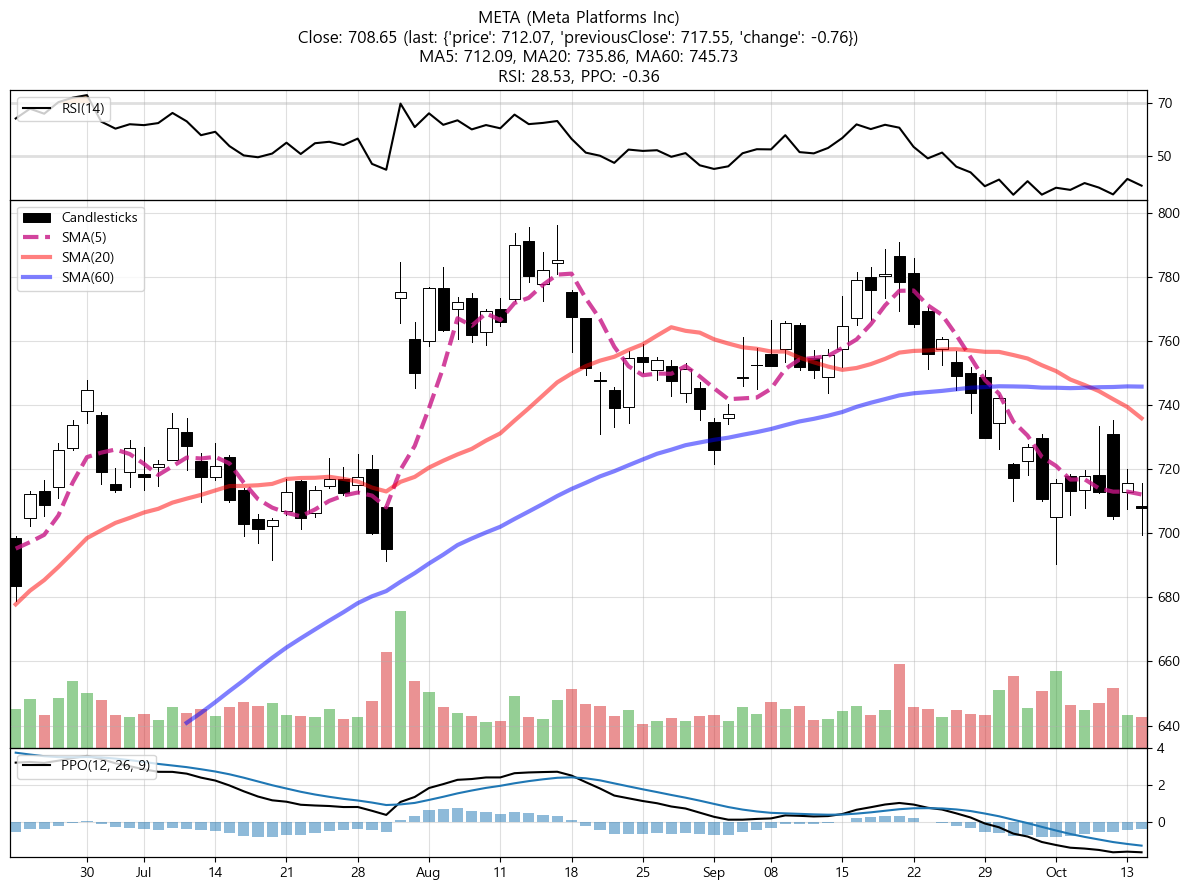 META (Meta Platforms Inc)
Close: 708.65 (last: {'price': 712.07, 'previousClose': 717.55, 'change': -0.76})
MA5: 712.09, MA20: 735.86, MA60: 745.73
RSI: 28.53, PPO: -0.36
RSI(14)
70
50
Candlesticks
SMA(5)
SMA(20)
SMA(60)
800
780
760
740
720
700
680
660
640
PPO(12, 26, 9)
4
2
0
30 Jul 14 21 28 Aug 11 18 25 Sep 08 15 22 29 Oct 13